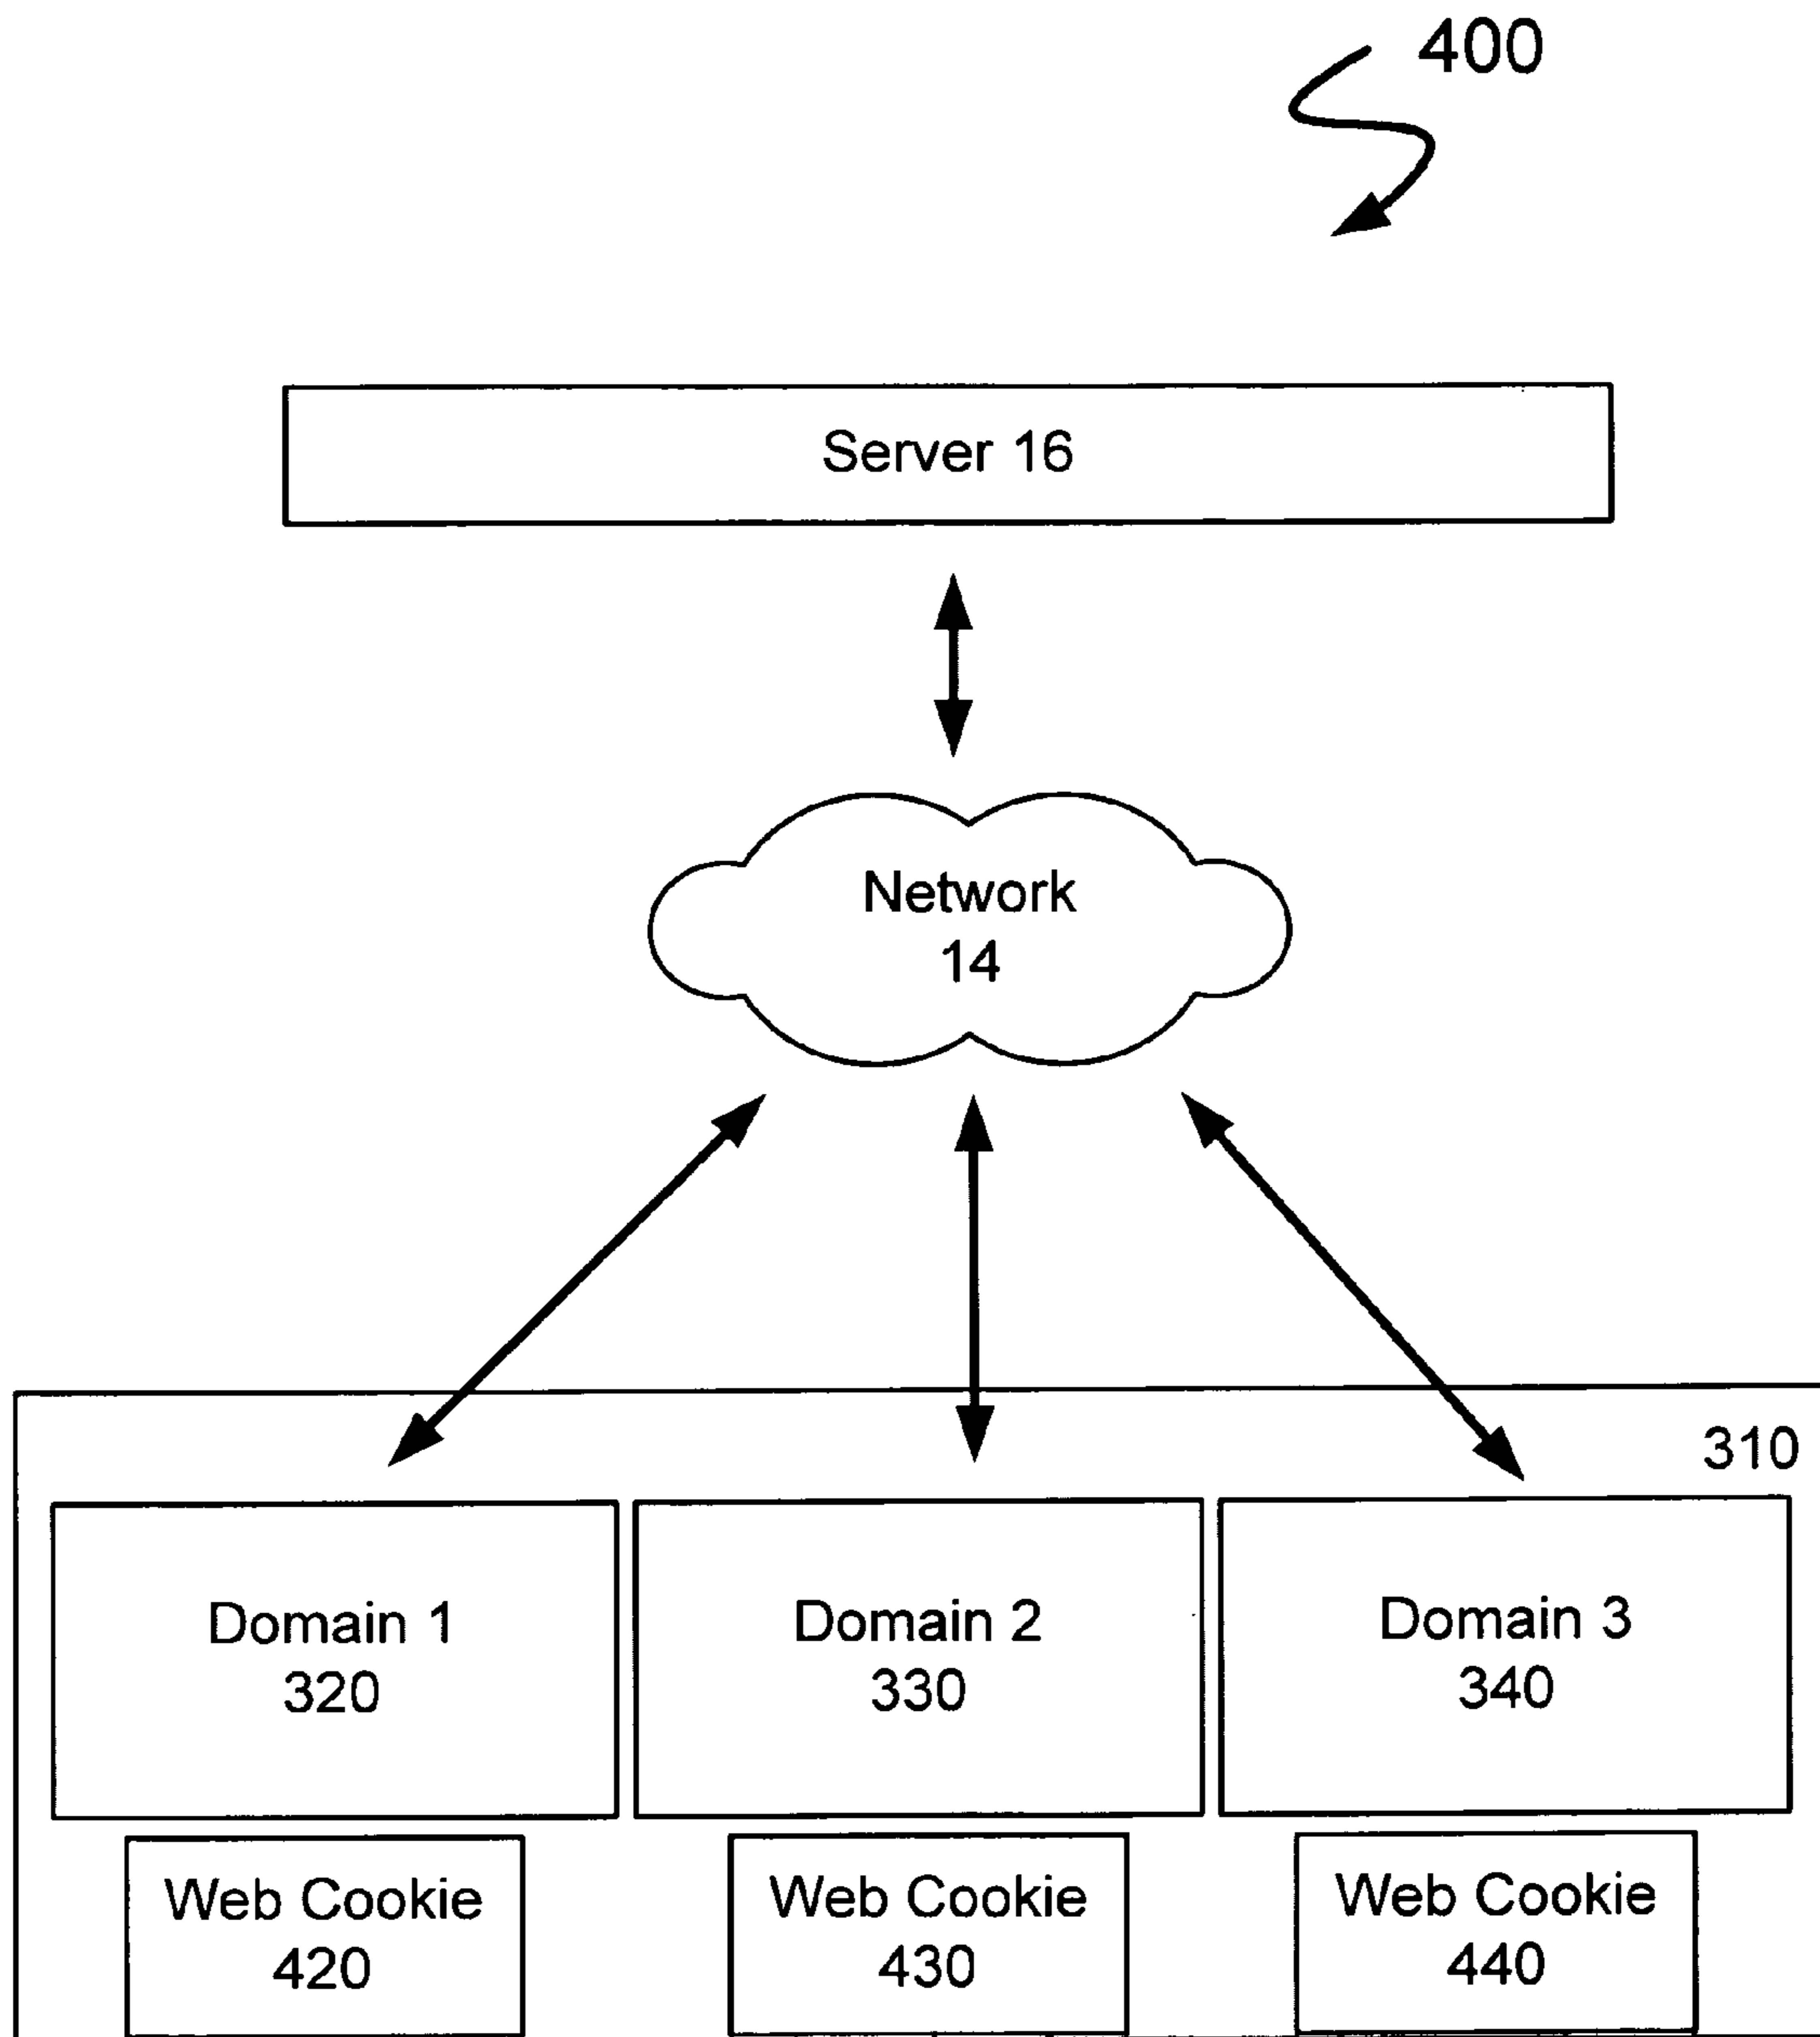 400
Server 16
Network
14
310
Domain 1
320
Domain 2
330
Domain 3
340
Web Cookie
420
Web Cookie
430
Web Cookie
440